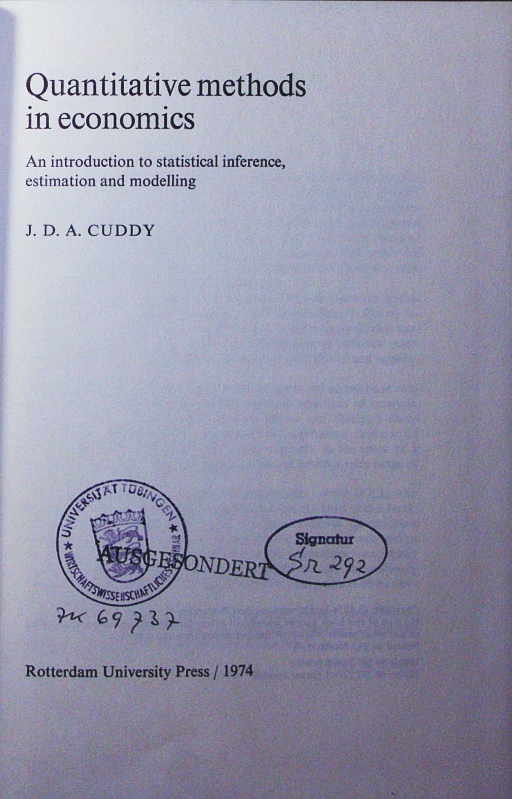 Quantitative methods
in economics
An introduction to statistical inference,
estimation and modelling
J. D. A. CUDDY
★ UNIVERSITÄT TÜBINGEN ★
WIRTSCHAFTSWISSENSCHAFTLICHES SEMINAR
AUSGESONDERT
Signatur
Sr 292
69737
Rotterdam University Press / 1974